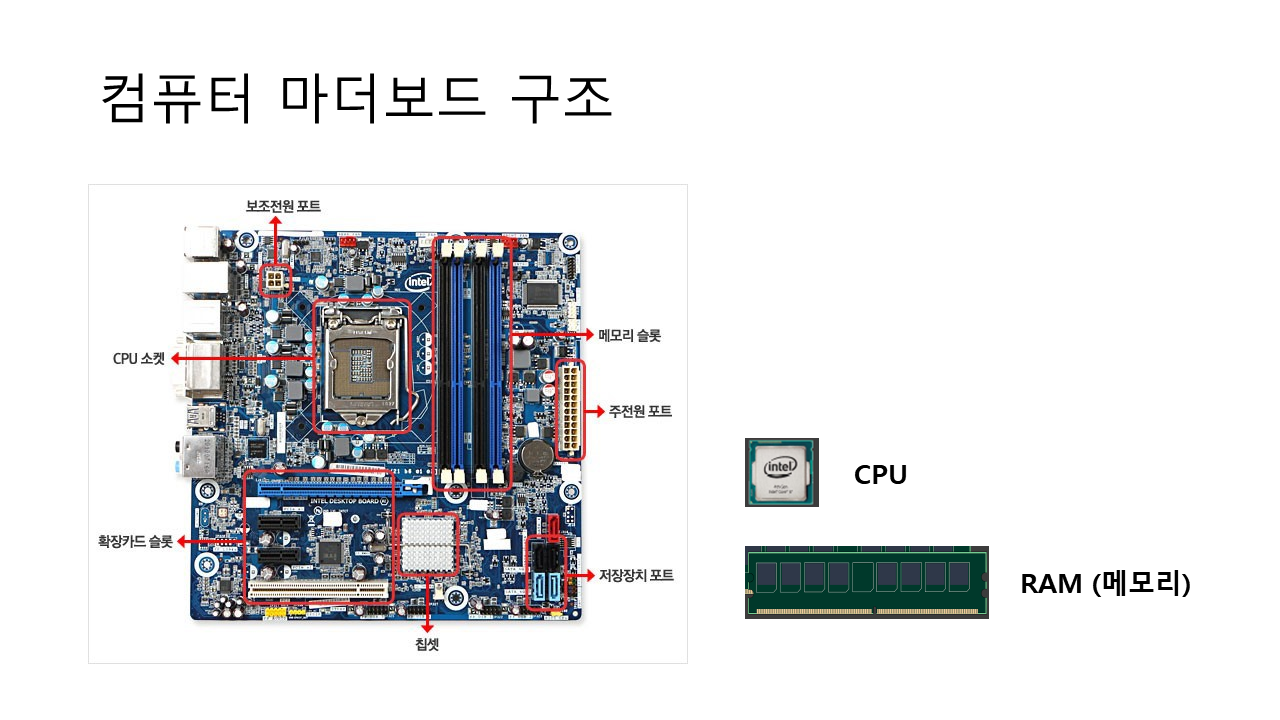 컴퓨터 마더보드 구조
보조전원 포트
intel
메모리 슬롯
CPU 소켓
주전원 포트
INTEL DESKTOP BOARD
확장카드 슬롯
저장장치 포트
칩셋
intel
CPU
RAM (메모리)